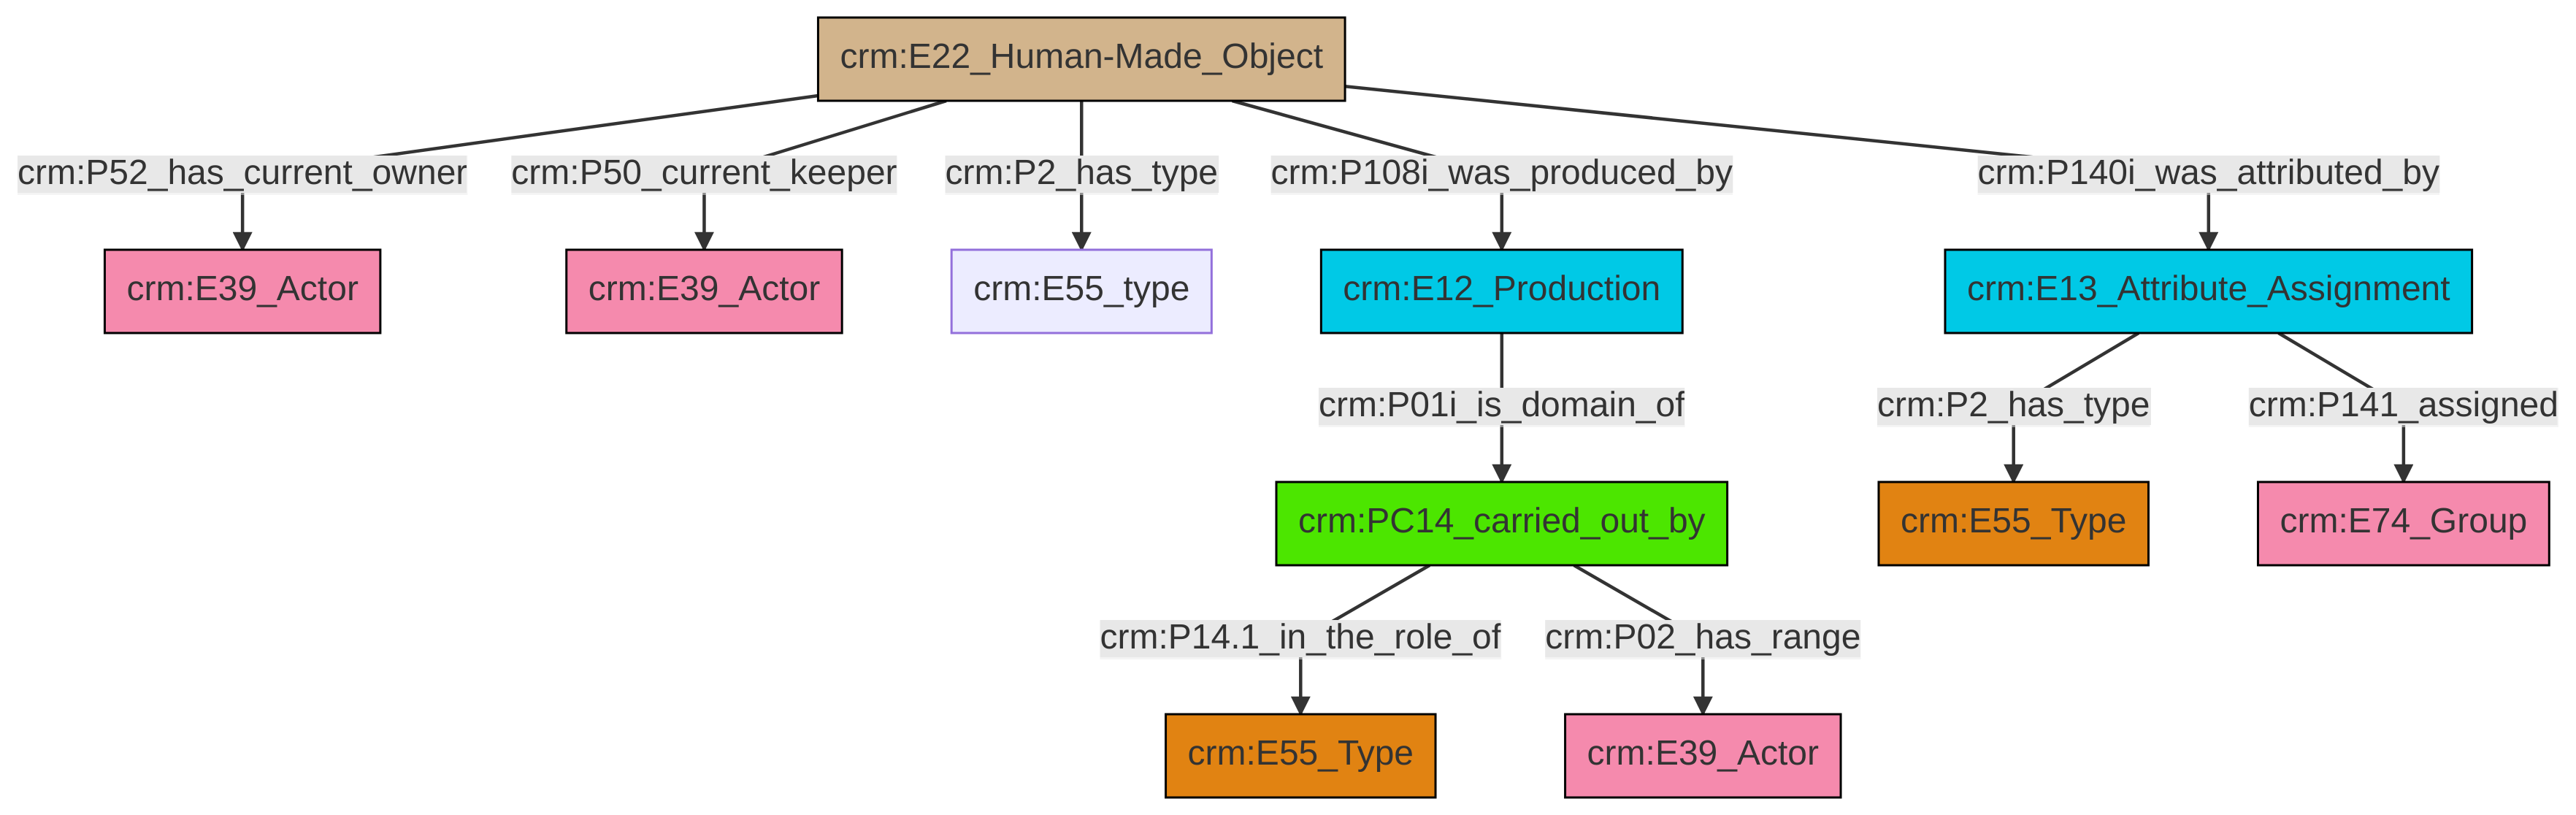 crm:E22_Human-Made_Object
crm:P52_has_current_owner
crm:P50_current_keeper
crm:P2_has_type
crm:P108i_was_produced_by
crm:P140i_was_attributed_by
crm:E39_Actor
crm:E39_Actor
crm:E55_type
crm:E12_Production
crm:E13_Attribute_Assignment
crm:P01i_is_domain_of
crm:P2_has_type
crm:P141_assigned
crm:PC14_carried_out_by
crm:E55_Type
crm:E74_Group
crm:P14.1_in_the_role_of
crm:P02_has_range
crm:E55_Type
crm:E39_Actor